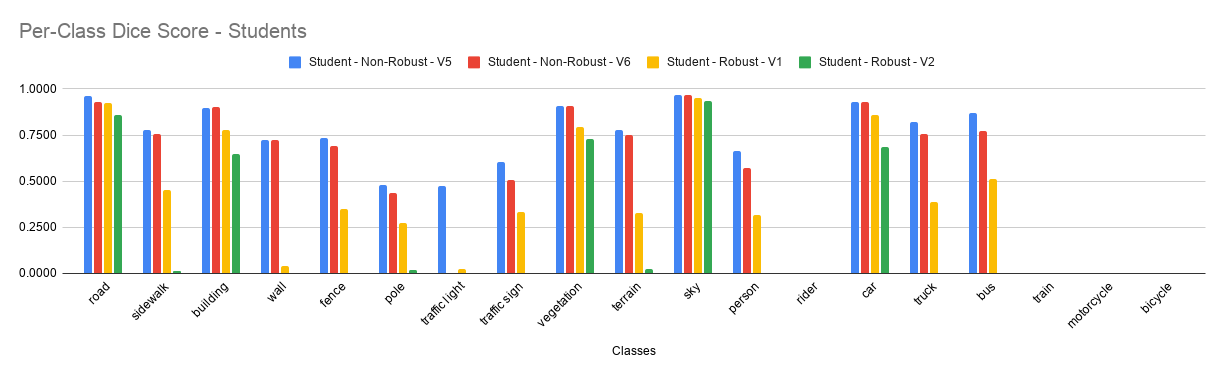 Per-Class Dice Score - Students
Student - Non-Robust - V5 Student - Non-Robust - V6 Student - Robust - V1 Student - Robust - V2
1.0000
0.7500
0.5000
0.2500
0.0000
road sidewalk building wall fence pole traffic light traffic sign vegetation terrain sky person rider car truck bus train motorcycle bicycle
Classes